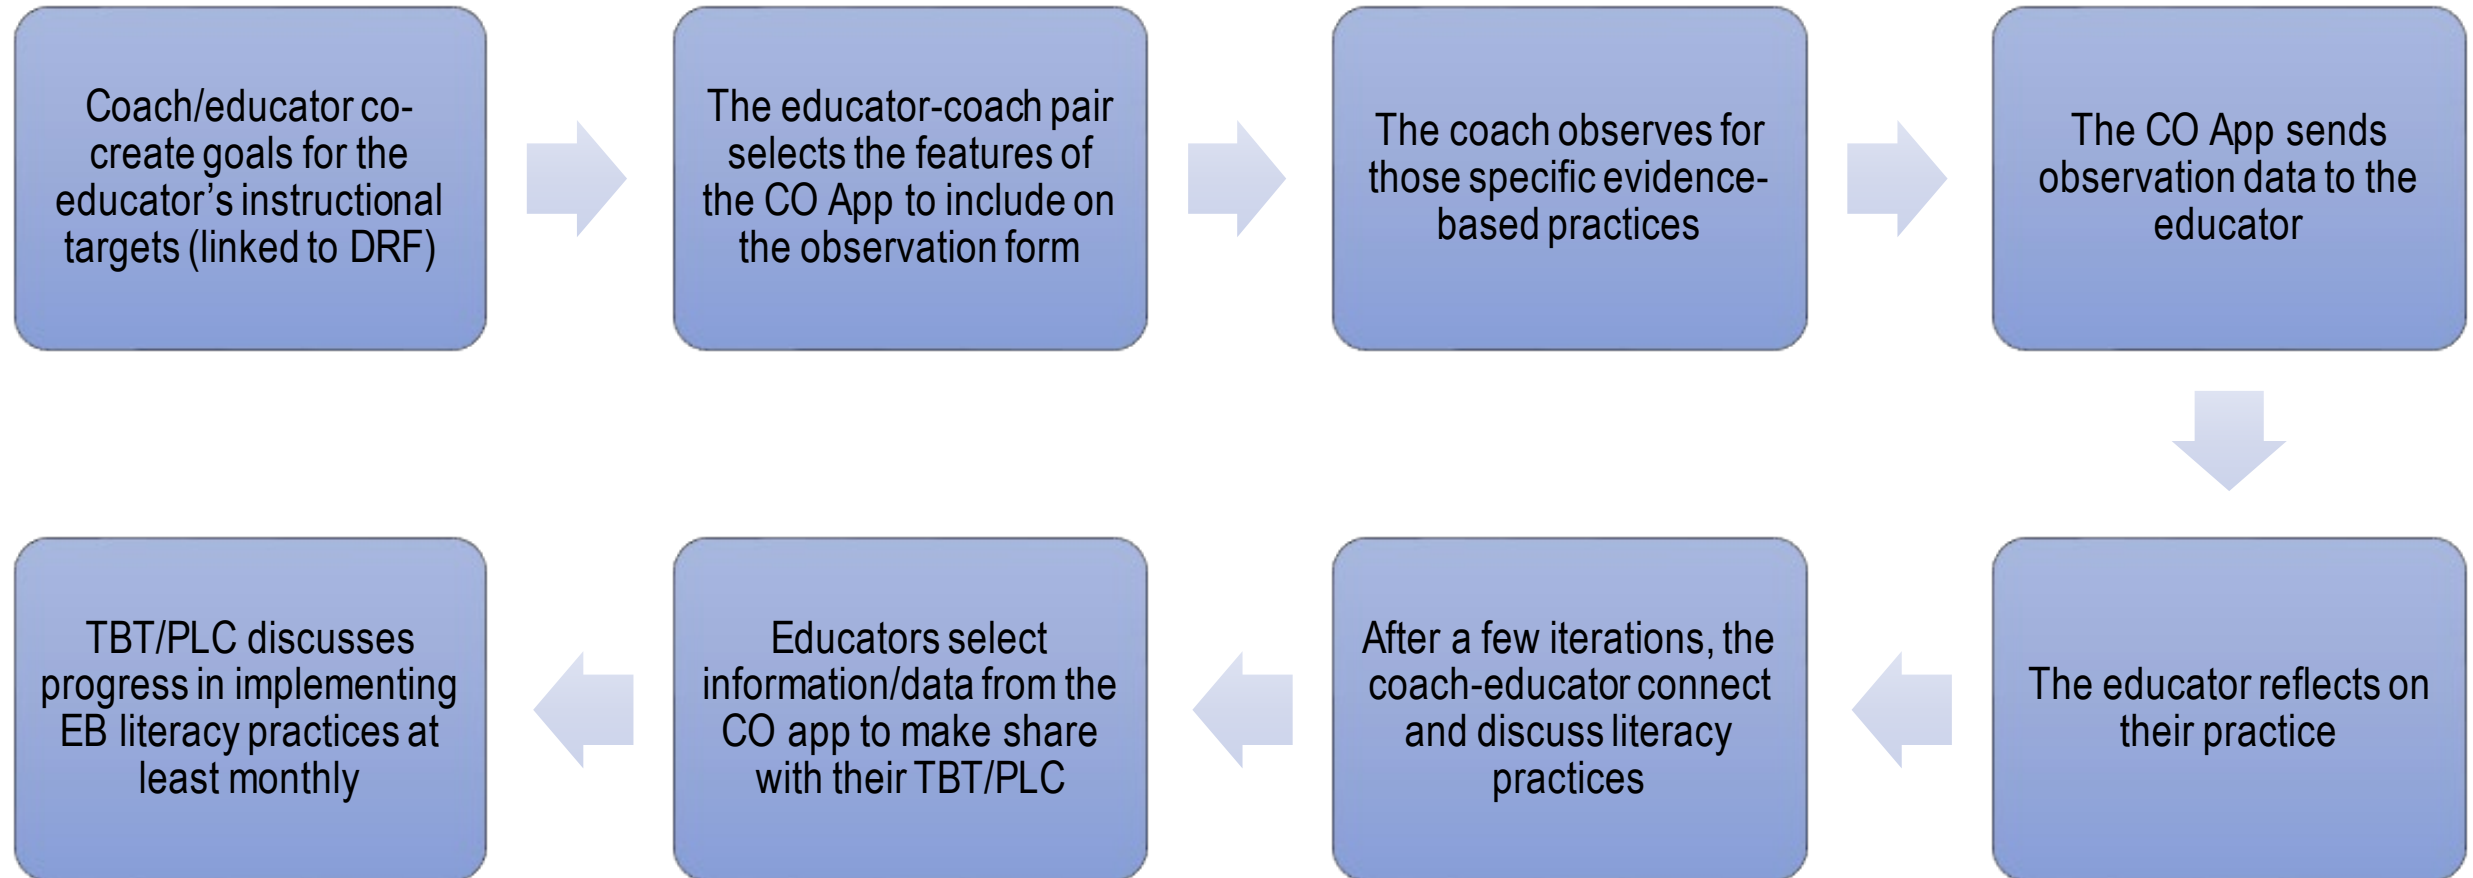 Coach/educator co-
create goals for the
educator’s instructional
targets (linked to DRF)
The educator-coach pair
selects the features of
the CO App to include on
the observation form
The coach observes for
those specific evidence-
based practices
The CO App sends
observation data to the
educator
The educator reflects on
their practice
After a few iterations, the
coach-educator connect
and discuss literacy
practices
Educators select
information/data from the
CO app to make share
with their TBT/PLC
TBT/PLC discusses
progress in implementing
EB literacy practices at
least monthly